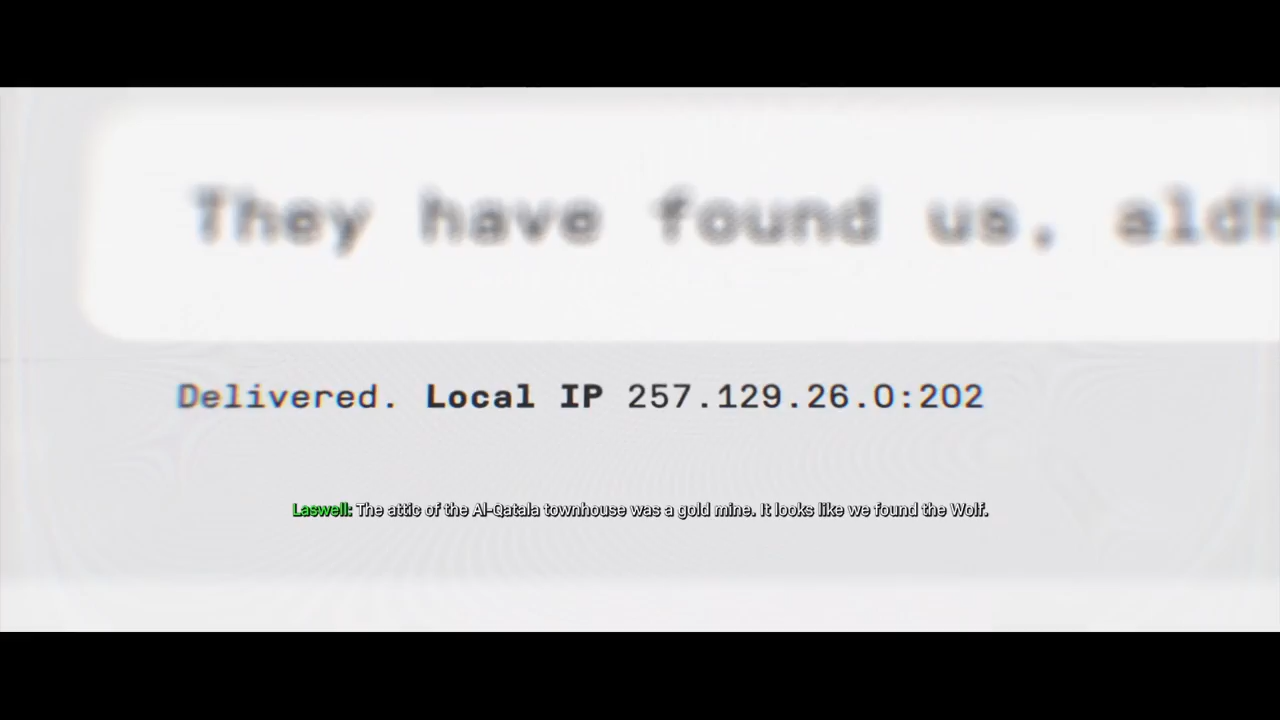 They have found us,
Delivered. Local IP 257.129.26.0:202
Laswell: The attic of the Al-Qatala townhouse was a gold mine. It looks like we found the Wolf.